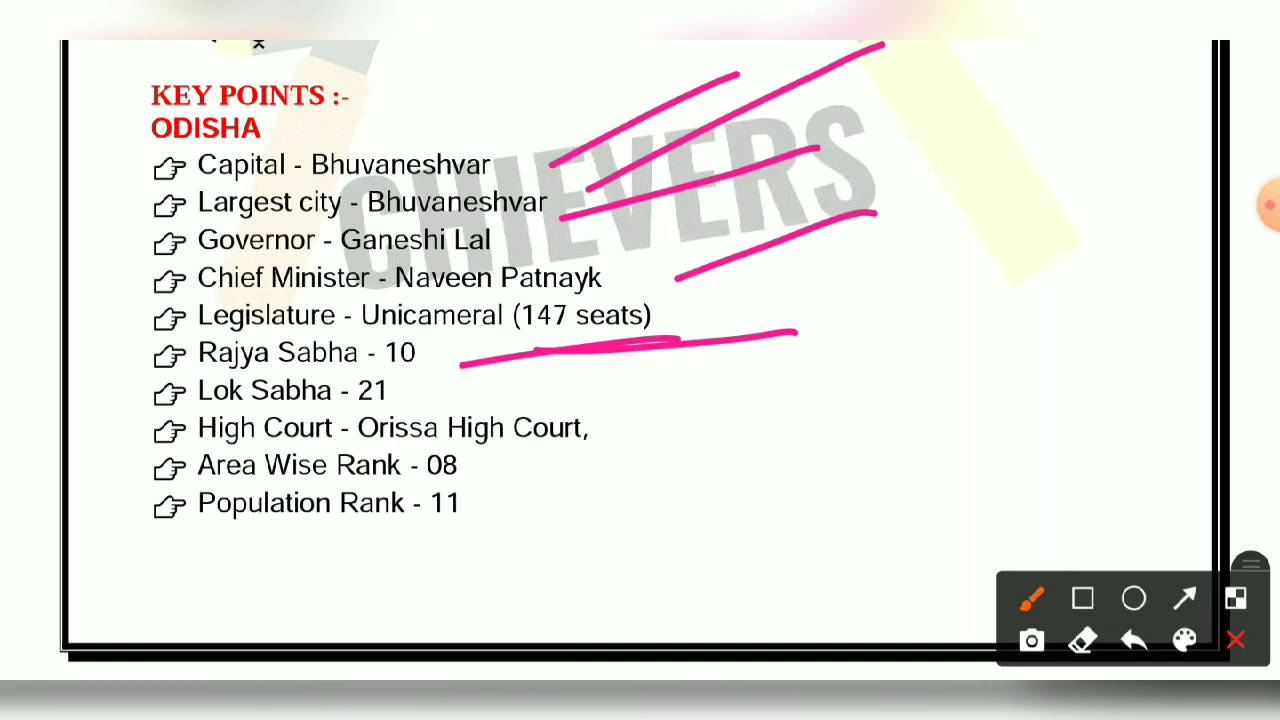 KEY POINTS :-
ODISHA
Capital - Bhuvaneshvar
Largest city - Bhuvaneshvar
Governor - Ganeshi Lal
Chief Minister - Naveen Patnayk
Legislature - Unicameral (147 seats)
Rajya Sabha - 10
Lok Sabha - 21
High Court - Orissa High Court,
Area Wise Rank - 08
Population Rank - 11
CHIEVERS